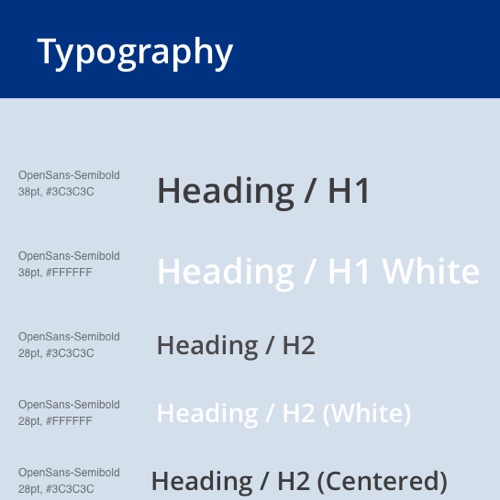 Typography
OpenSans-Semibold
38pt, #3C3C3C
Heading / H1
OpenSans-Semibold
38pt, #FFFFFF
Heading / H1 White
OpenSans-Semibold
28pt, #3C3C3C
Heading / H2
OpenSans-Semibold
28pt, #FFFFFF
Heading / H2 (White)
OpenSans-Semibold
28pt, #3C3C3C
Heading / H2 (Centered)